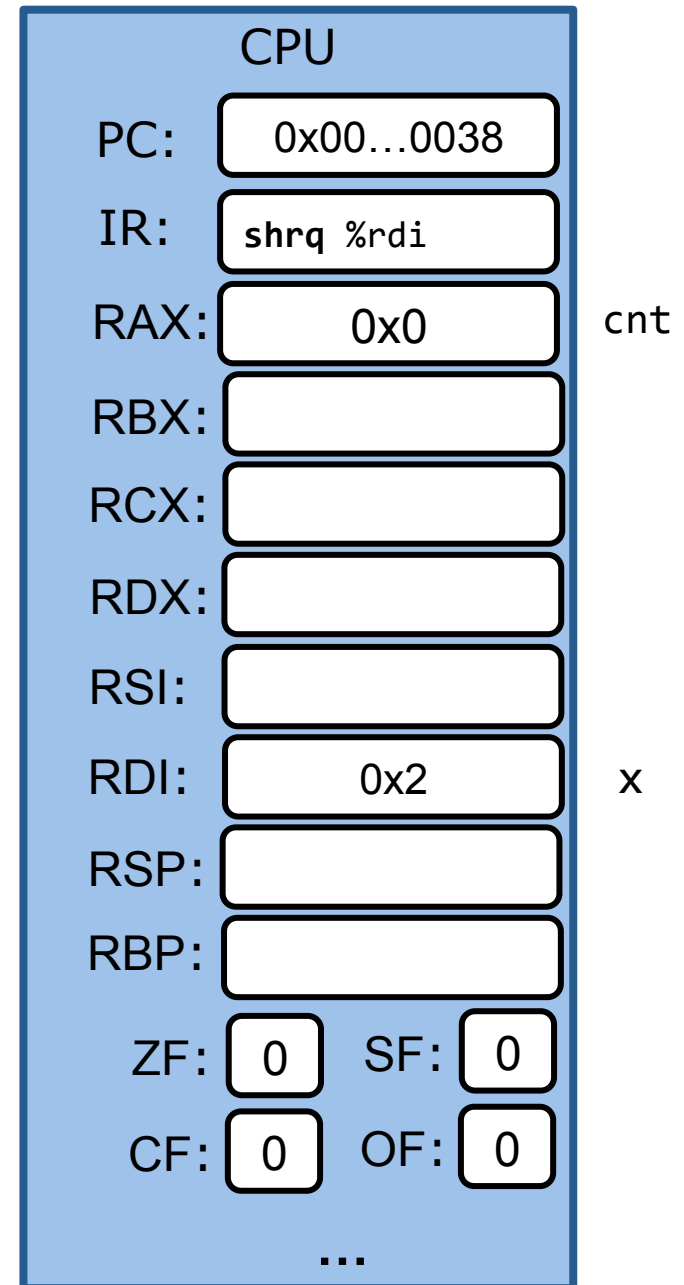 CPU
PC: 0x00...0038
IR: shrq %rdi
RAX: 0x0 cnt
RBX:
RCX:
RDX:
RSI:
RDI: 0x2 x
RSP:
RBP:
ZF: 0 SF: 0
CF: 0 OF: 0
...